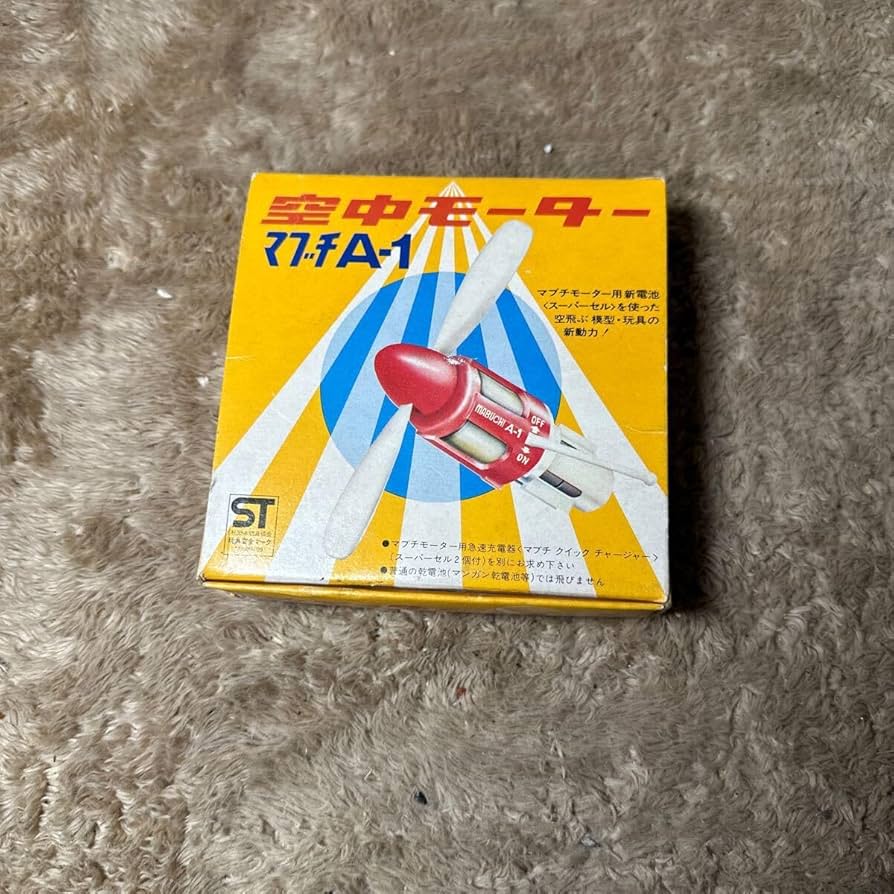 空中モーター
マブチA-1
マブチモーター用新電池
〈スーパーセル〉を使った
空飛ぶ模型・玩具の
新動力！
MABUCHI A-1
OFF
ON
ST
●マブチモーター用急速充電器〈マブチ クイック チャージャー〉
(スーパーセル2個付)を別にお求め下さい
●普通の乾電池(マンガン乾電池等)では飛びません